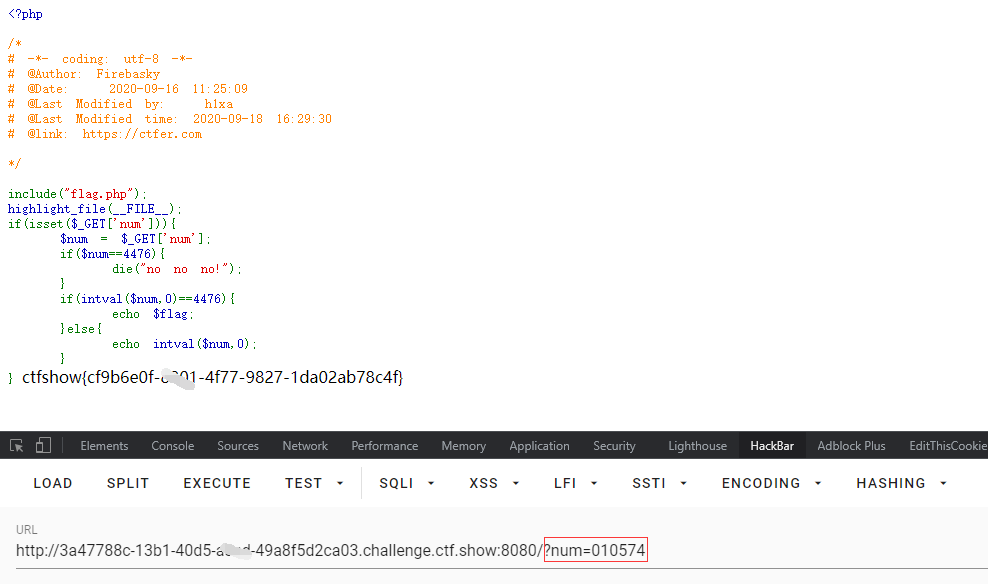 <?php
/*
# -*- coding: utf-8 -*-
# @Author: Firebasky
# @Date: 2020-09-16 11:25:09
# @Last Modified by: h1xa
# @Last Modified time: 2020-09-18 16:29:30
# @link: https://ctfer.com
*/
include("flag.php");
highlight_file(__FILE__);
if(isset($_GET['num'])){
$num = $_GET['num'];
if($num==4476){
die("no no no!");
}
if(intval($num,0)==4476){
echo $flag;
}else{
echo intval($num,0);
}
} ctfshow{cf9b6e0f- -4f77-9827-1da02ab78c4f}
Elements Console Sources Network Performance Memory Application Security Lighthouse HackBar Adblock Plus EditThisCookie
LOAD SPLIT EXECUTE TEST SQLI XSS LFI SSTI ENCODING HASHING
URL
http://3a47788c-13b1-40d5- -49a8f5d2ca03.challenge.ctf.show:8080/?num=010574